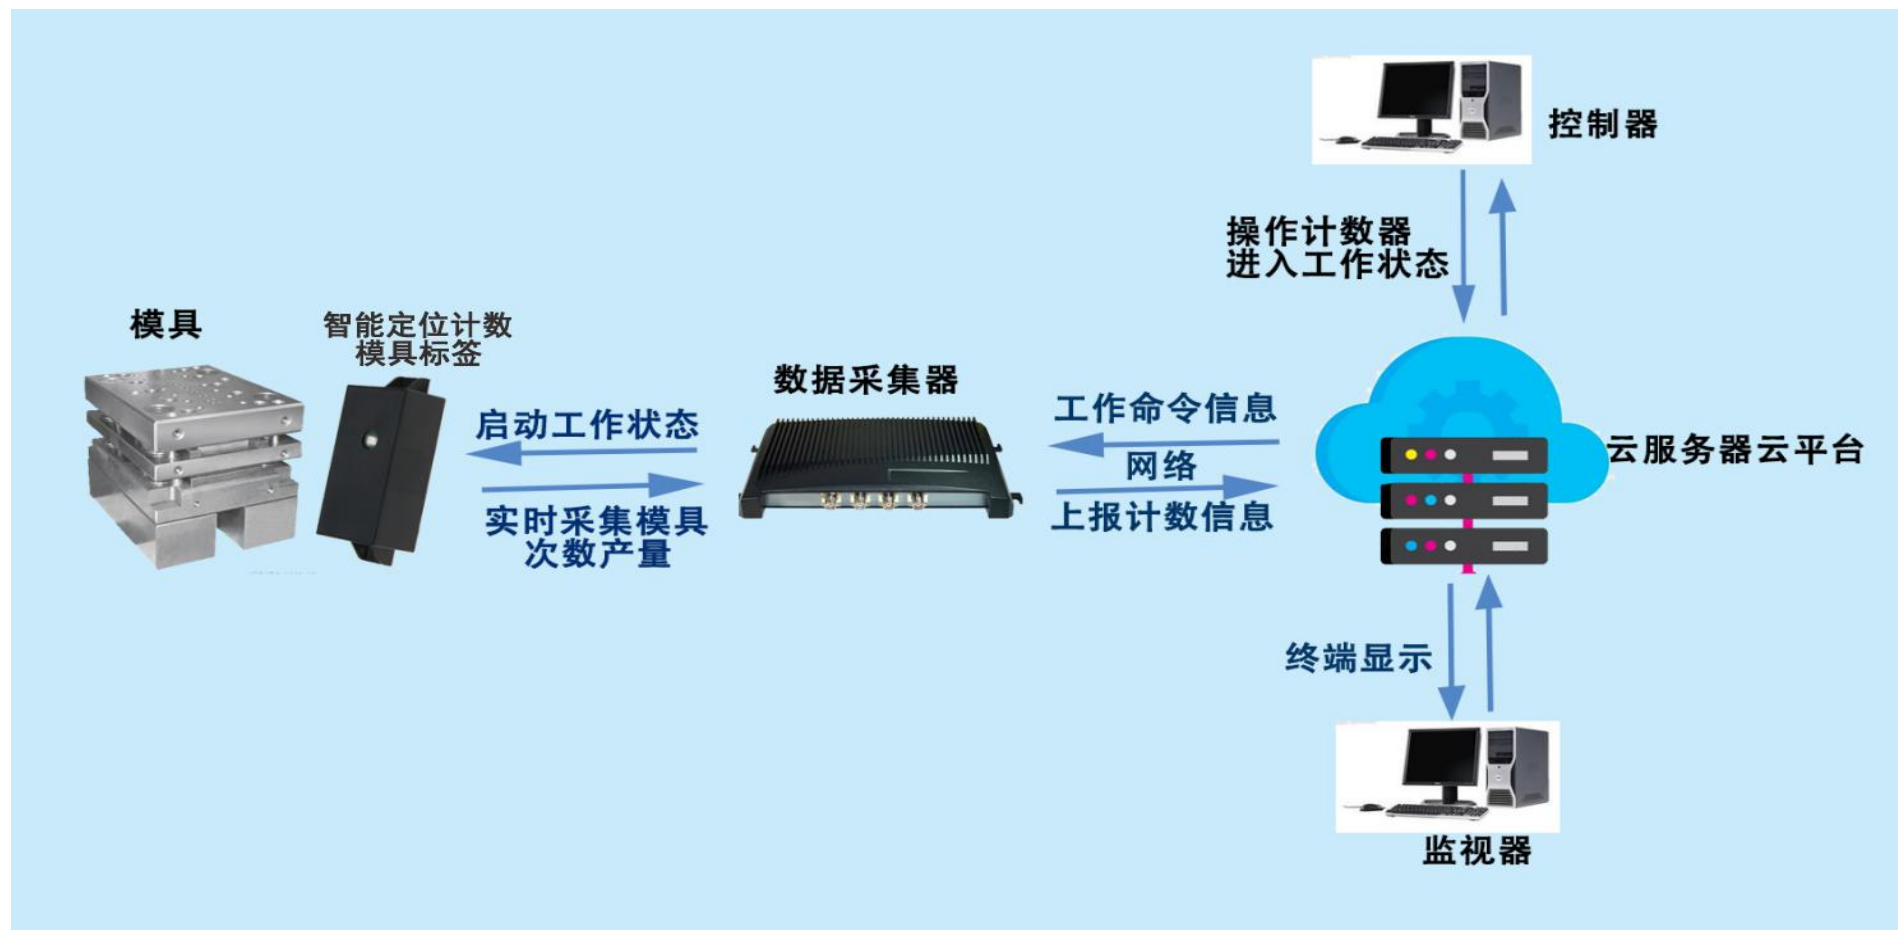 控制器
操作计数器
进入工作状态
模具
智能定位计数
模具标签
数据采集器
启动工作状态
实时采集模具
次数产量
工作命令信息
网络
上报计数信息
云服务器云平台
终端显示
监视器